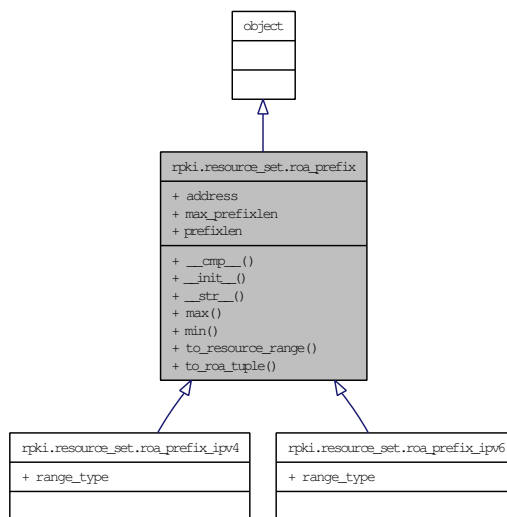 object
rpki.resource_set.roa_prefix
+ address
+ max_prefixlen
+ prefixlen
+ __cmp__()
+ __init__()
+ __str__()
+ max()
+ min()
+ to_resource_range()
+ to_roa_tuple()
rpki.resource_set.roa_prefix_ipv4
+ range_type
rpki.resource_set.roa_prefix_ipv6
+ range_type